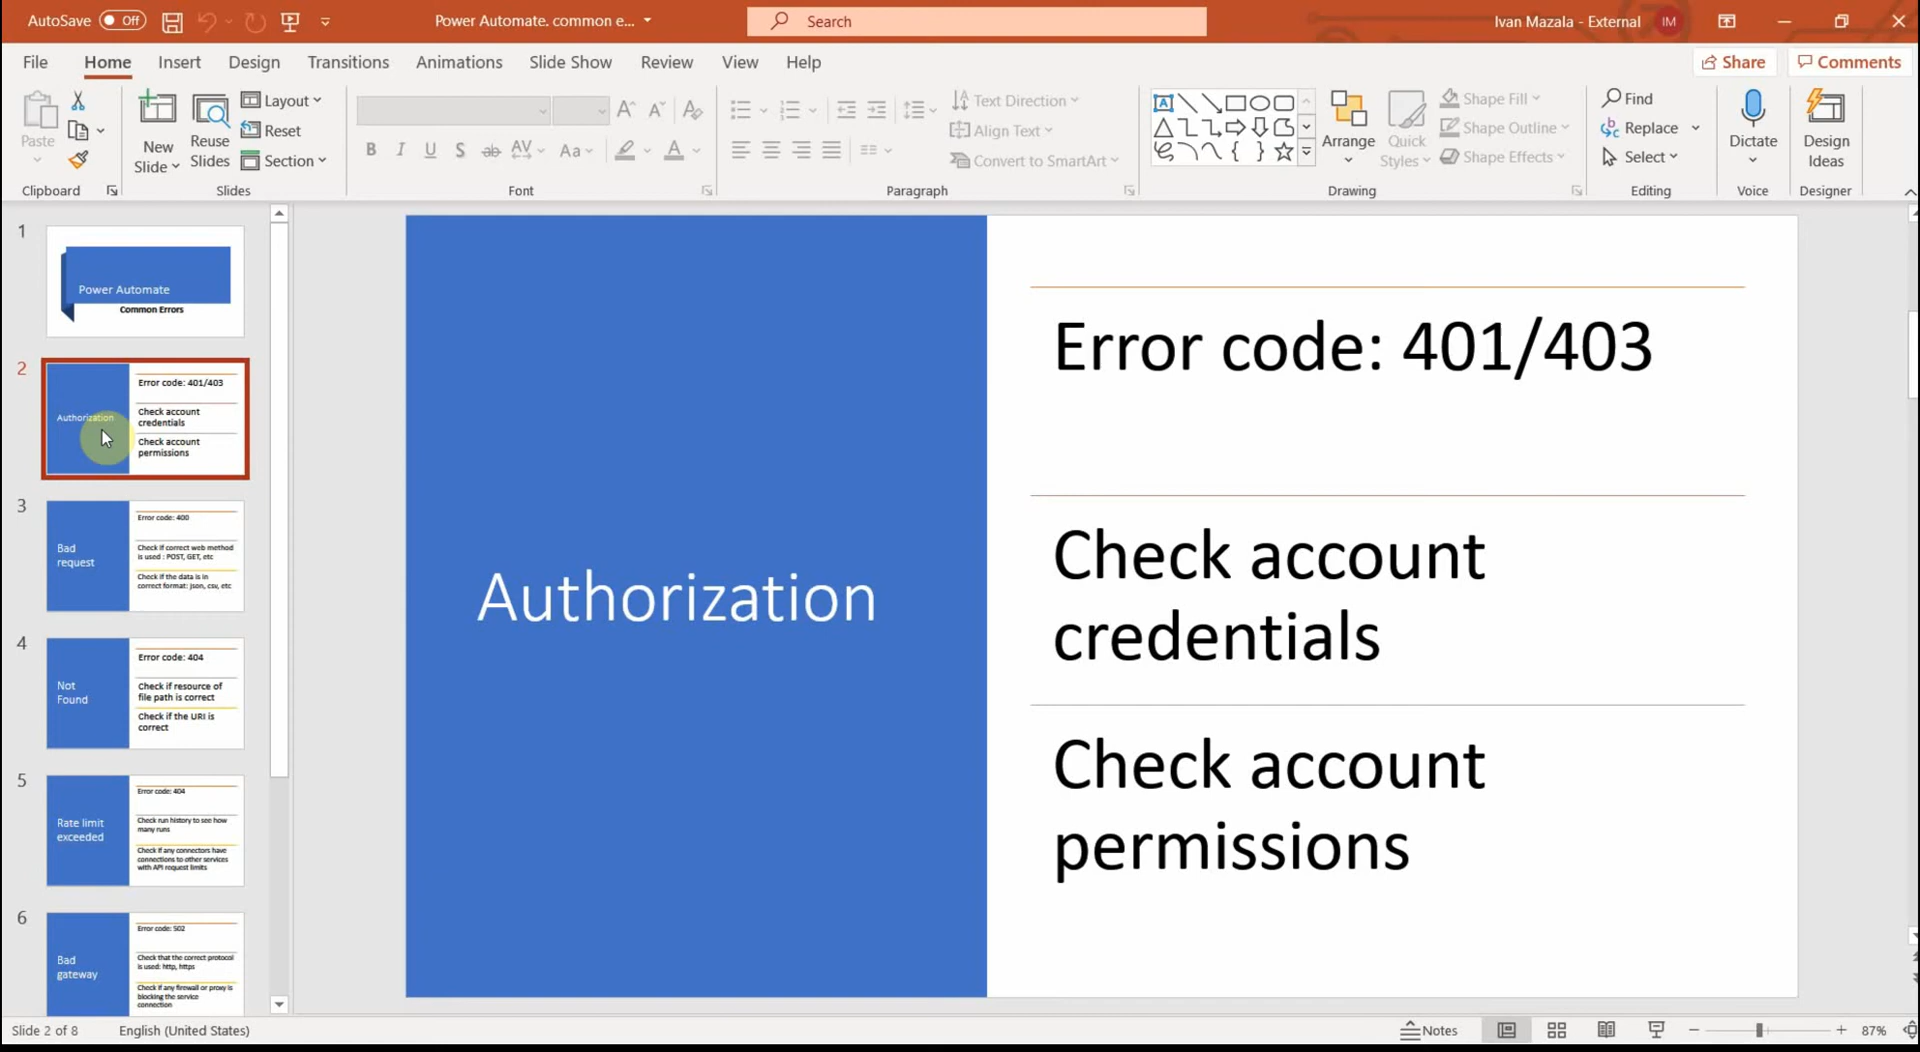 AutoSave Off
Power Automate. common e...
Search
Ivan Mazala - External IM
File Home Insert Design Transitions Animations Slide Show Review View Help
Share Comments
Paste
New Slide
Reuse Slides
Layout
Reset
Section
B I U S ab AV Aa A
Text Direction
Align Text
Convert to SmartArt
Arrange
Quick Styles
Shape Fill
Shape Outline
Shape Effects
Find
Replace
Select
Dictate
Design Ideas
Clipboard Slides Font Paragraph Drawing Editing Voice Designer
1
Power Automate
Common Errors
2
Authorization
Error code: 401/403
Check account
credentials
Check account
permissions
3
Bad
request
Error code: 400
Check if correct web method
is used : POST, GET, etc
Check if the data is in
correct format: json, csv, etc
4
Not
Found
Error code: 404
Check if resource of
file path is correct
Check if the URI is
correct
5
Rate limit
exceeded
Error code: 404
Check run history to see how
many runs
Check if any connectors have
connections to other services
with API request limits
6
Bad
gateway
Error code: 502
Check that the correct protocol
is used: http, https
Check if any firewall or proxy is
blocking the service
connection
Authorization
Error code: 401/403
Check account
credentials
Check account
permissions
Slide 2 of 8 English (United States)
Notes
87%